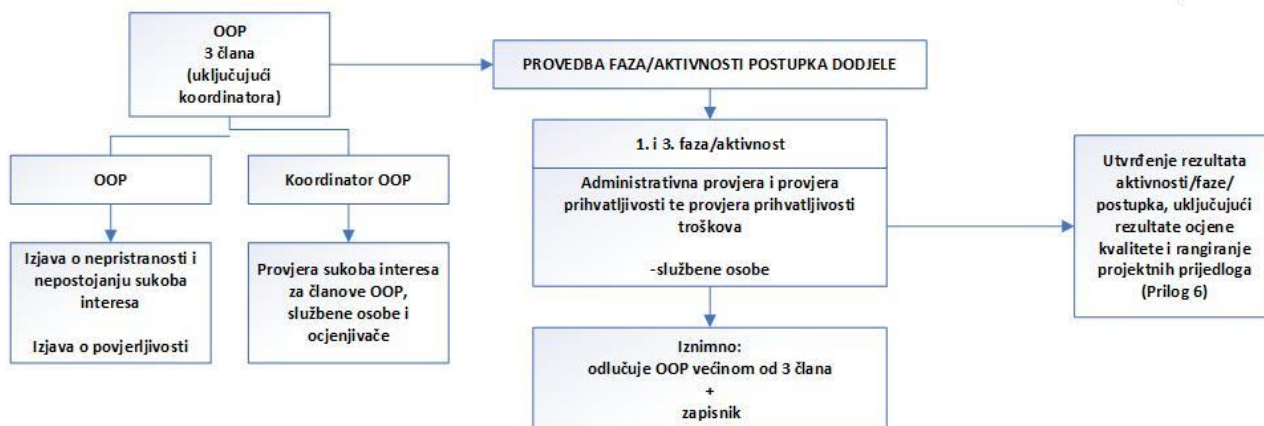 OOP
3 člana
(uključujući
koordinatora)
PROVEDBA FAZA/AKTIVNOSTI POSTUPKA DODJELE
OOP
Koordinator OOP
Izjava o nepristranosti i
nepostojanju sukoba
interesa
Izjava o povjerljivosti
Provjera sukoba interesa
za članove OOP,
službene osobe i
ocjenjivače
1. i 3. faza/aktivnost
Administrativna provjera i provjera
prihvatljivosti te provjera prihvatljivosti
troškova
-službene osobe
Iznimno:
odlučuje OOP većinom od 3 člana
+
zapisnik
Utvrđenje rezultata
aktivnosti/faze/
postupka, uključujući
rezultate ocjene
kvalitete i rangiranje
projektnih prijedloga
(Prilog 6)